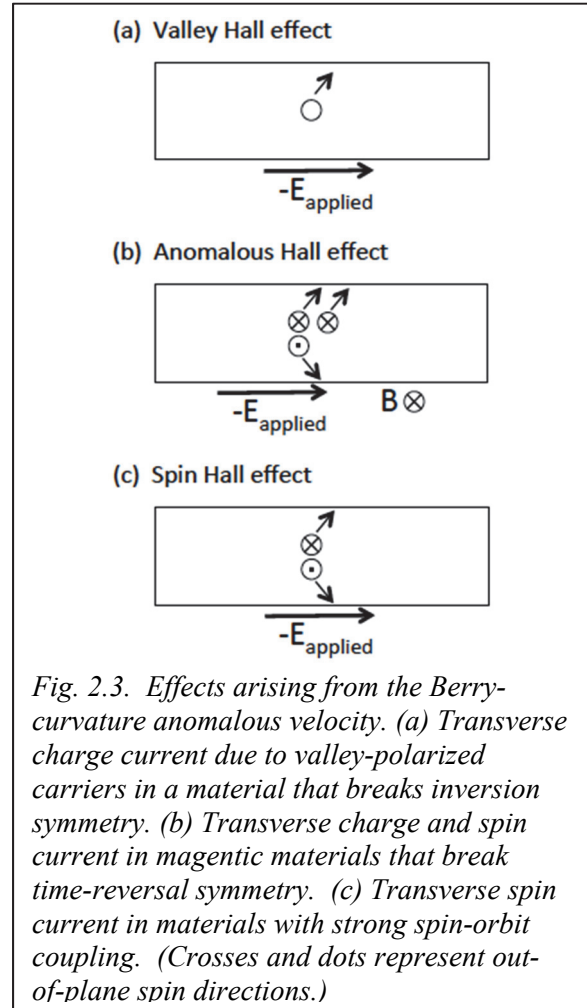 (a) Valley Hall effect
-E_applied
(b) Anomalous Hall effect
-E_applied
B⊗
(c) Spin Hall effect
-E_applied
Fig. 2.3. Effects arising from the Berry-
curvature anomalous velocity. (a) Transverse
charge current due to valley-polarized
carriers in a material that breaks inversion
symmetry. (b) Transverse charge and spin
current in magentic materials that break
time-reversal symmetry. (c) Transverse spin
current in materials with strong spin-orbit
coupling. (Crosses and dots represent out-
of-plane spin directions.)